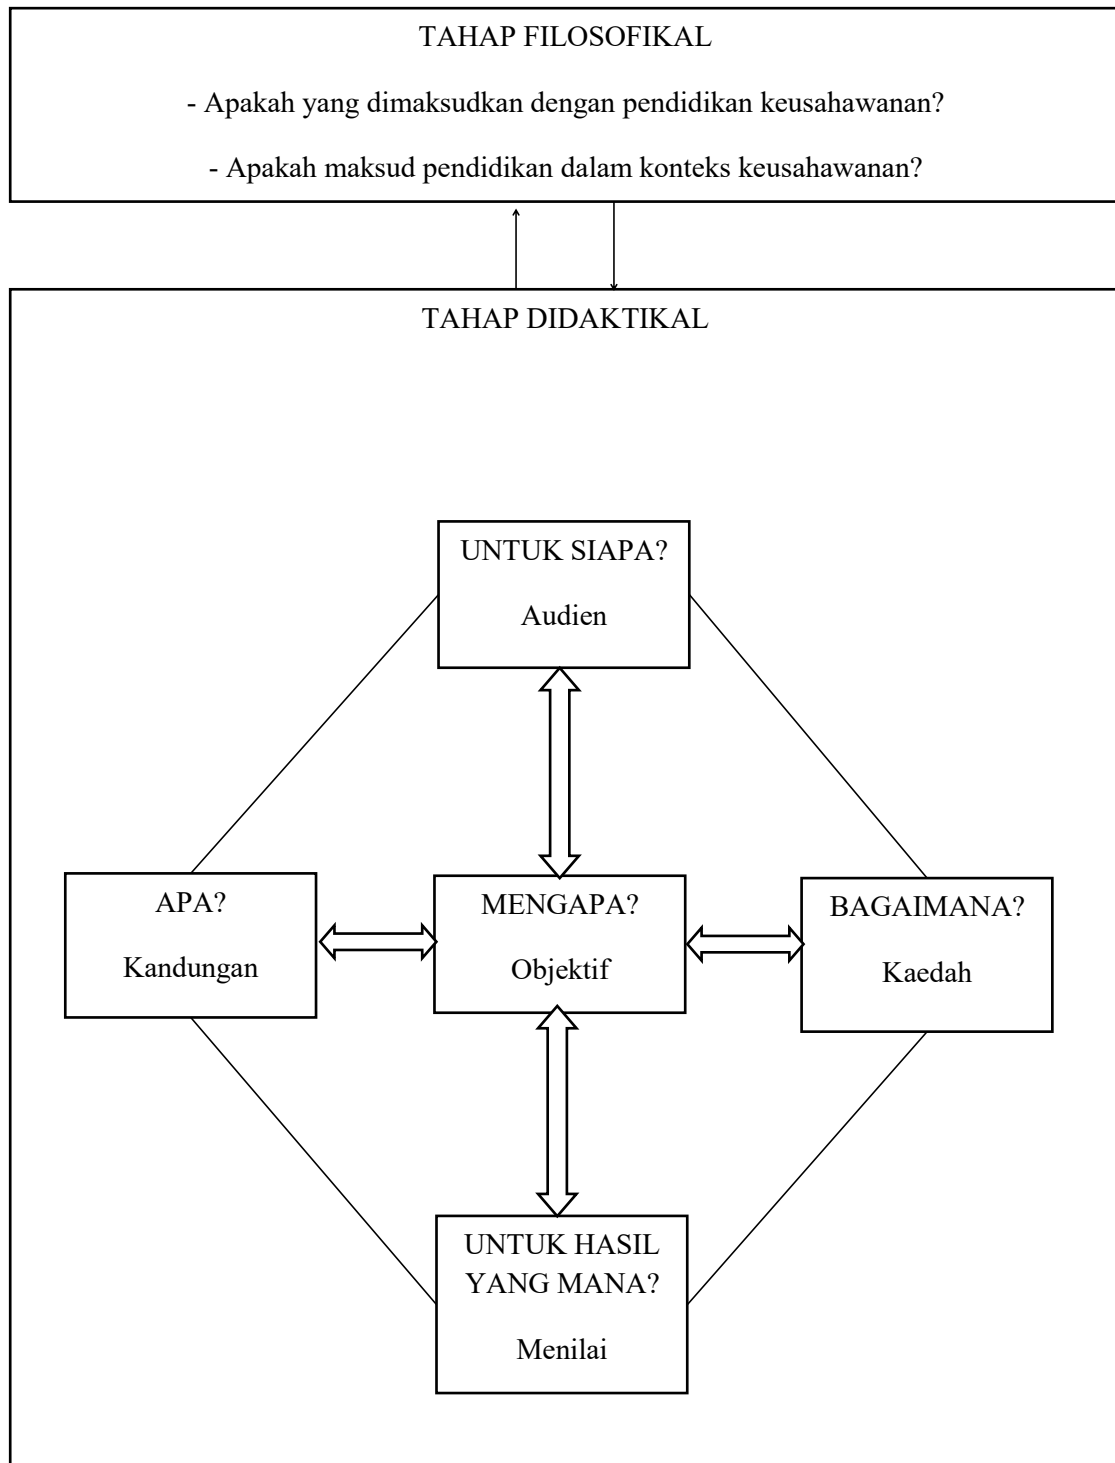 TAHAP FILOSOFIKAL
- Apakah yang dimaksudkan dengan pendidikan keusahawanan?
- Apakah maksud pendidikan dalam konteks keusahawanan?
TAHAP DIDAKTIKAL
UNTUK SIAPA?
Audien
APA?
Kandungan
MENGAPA?
Objektif
BAGAIMANA?
Kaedah
UNTUK HASIL
YANG MANA?
Menilai